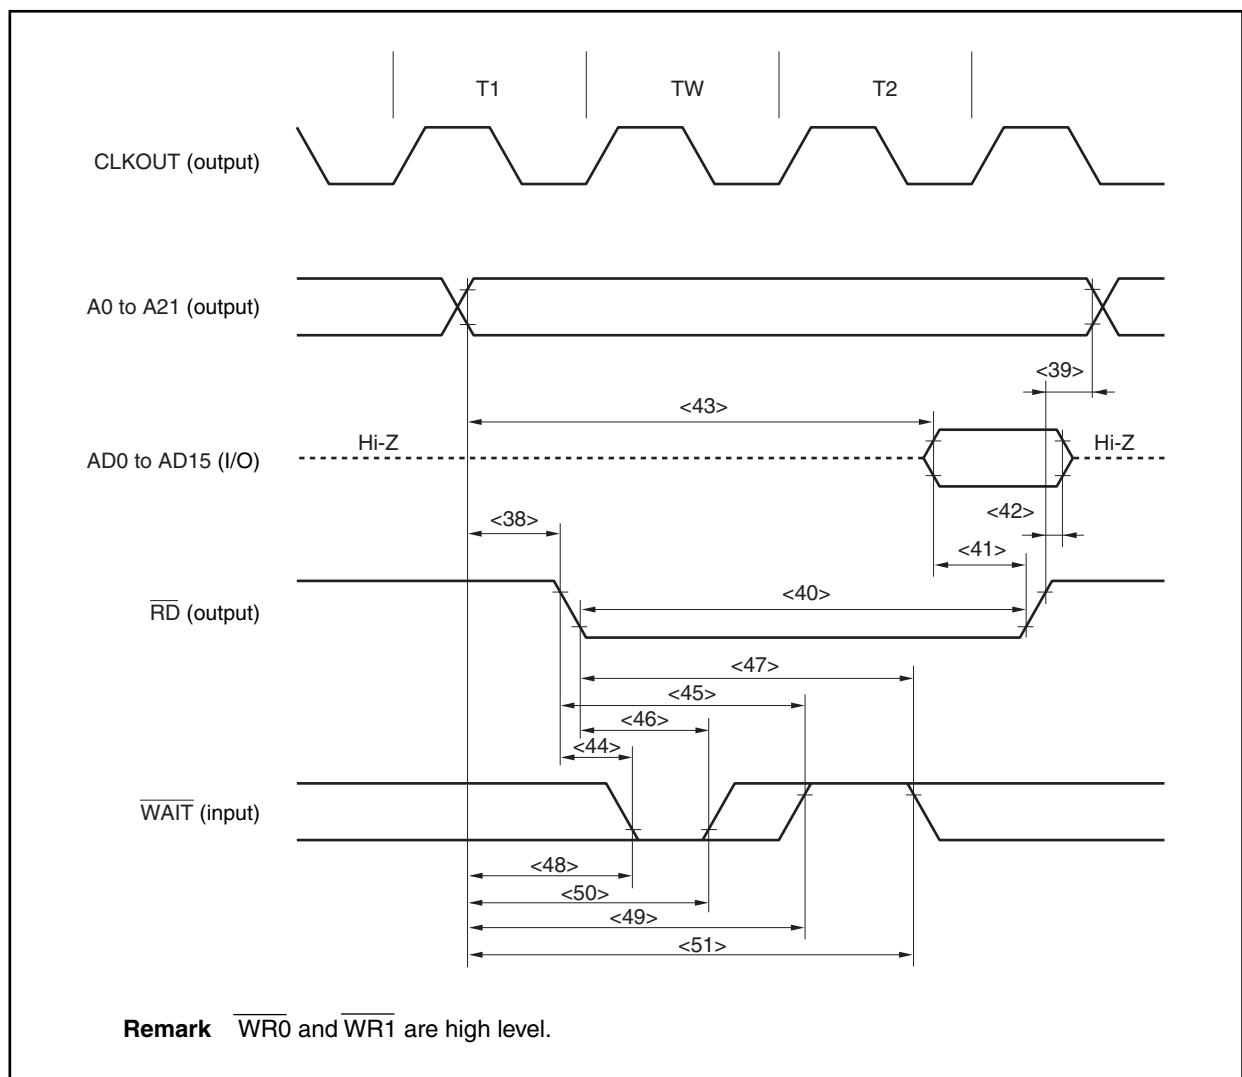 T1 TW T2
CLKOUT (output)
A0 to A21 (output)
<39>
<43>
Hi-Z Hi-Z
AD0 to AD15 (I/O)
<42>
<38>
<41>
<40>
RD (output)
<47>
<45>
<46>
<44>
WAIT (input)
<48>
<50>
<49>
<51>
Remark WR0 and WR1 are high level.